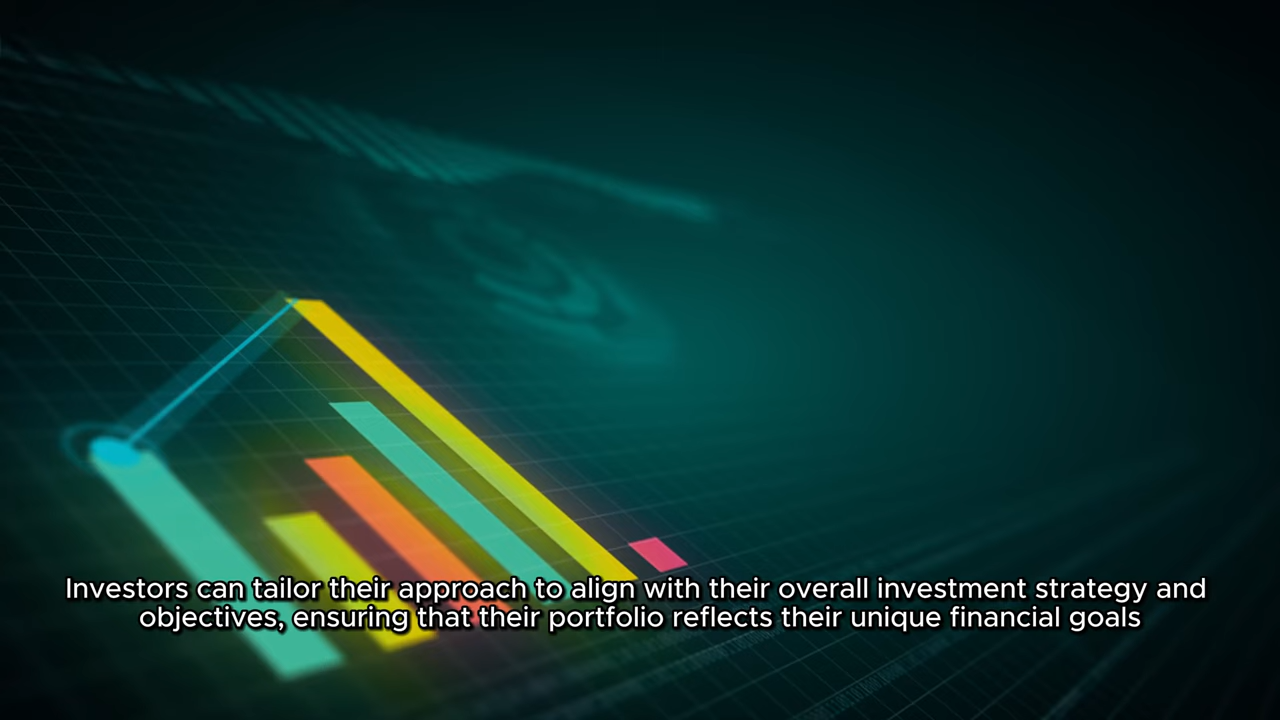 Investors can tailor their approach to align with their overall investment strategy and
objectives, ensuring that their portfolio reflects their unique financial goals